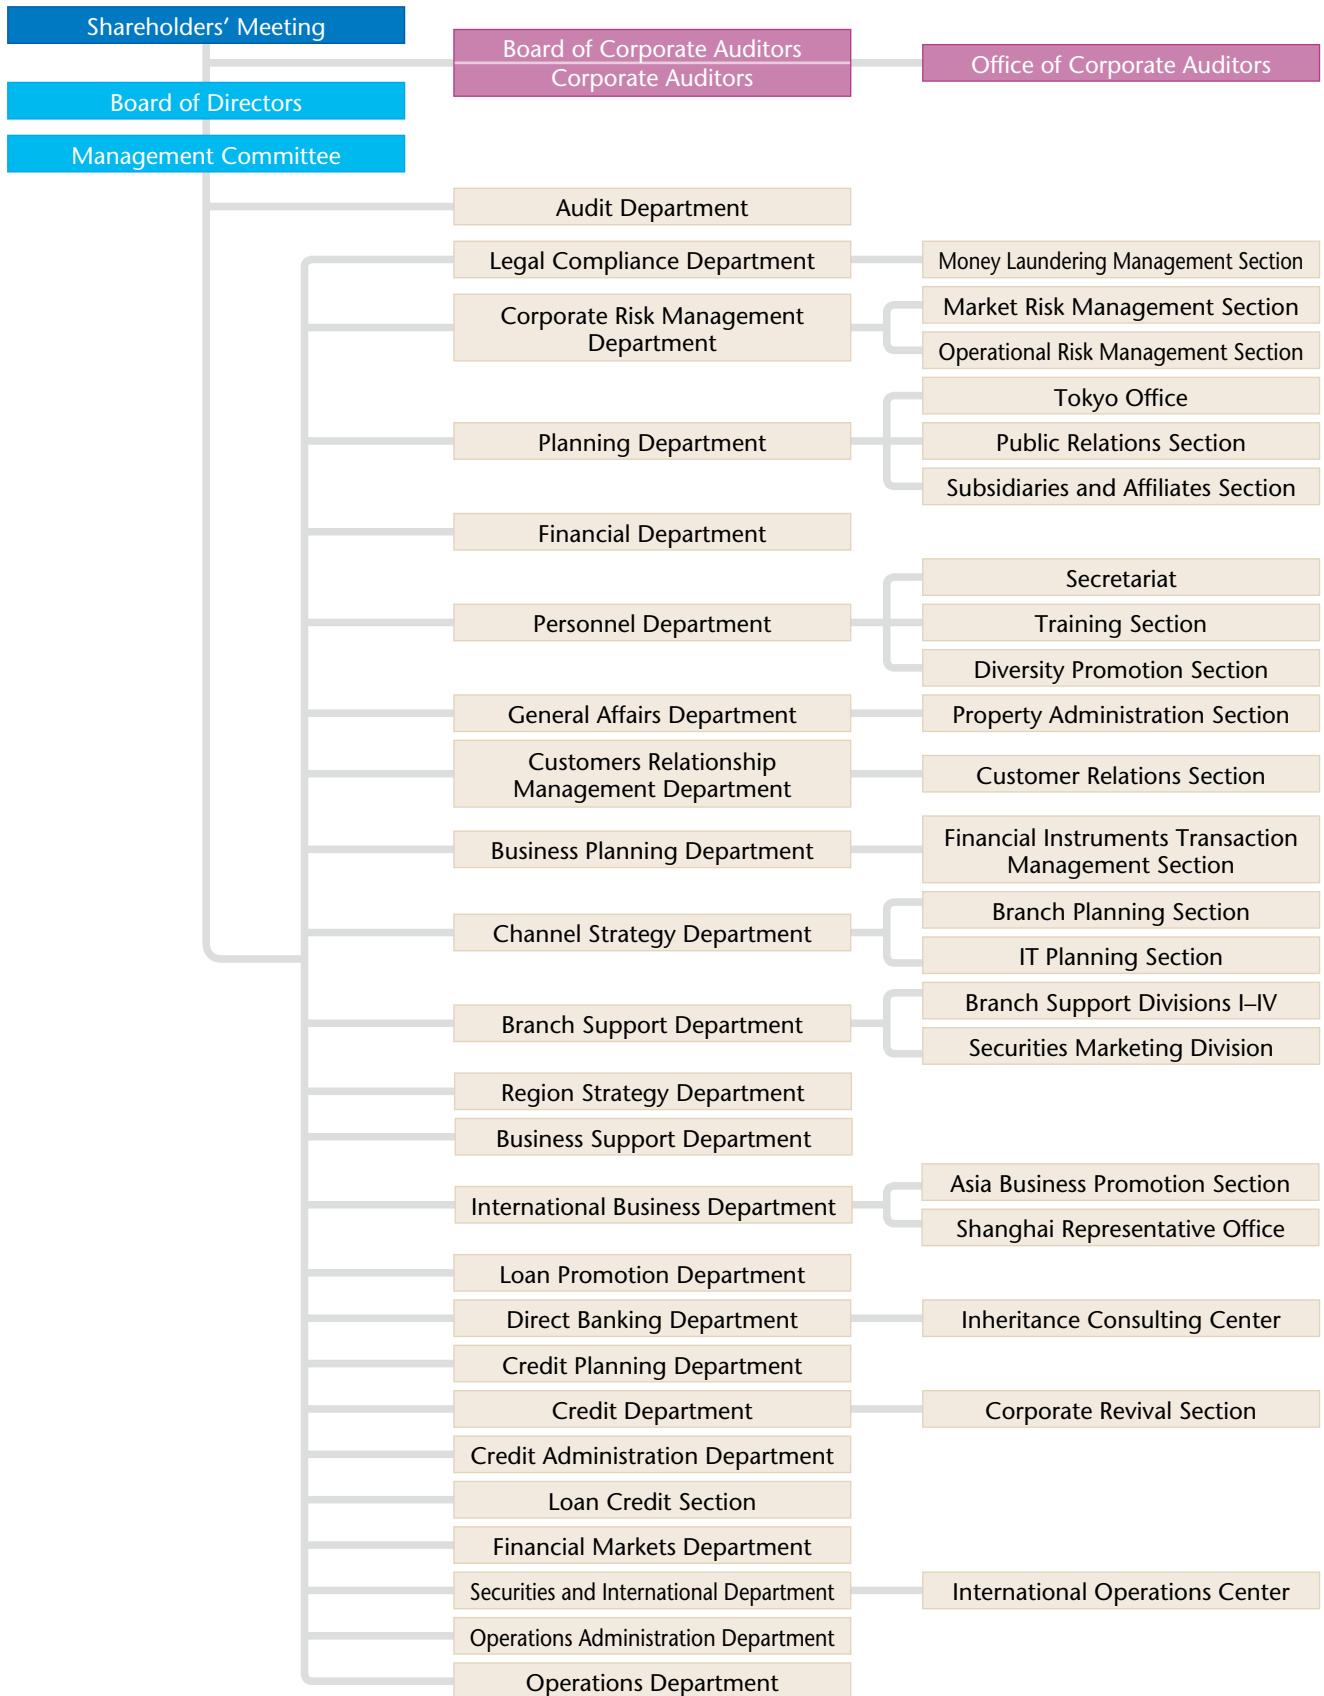 Shareholders’ Meeting
Board of Corporate Auditors
Corporate Auditors
Office of Corporate Auditors
Board of Directors
Management Committee
Audit Department
Legal Compliance Department
Money Laundering Management Section
Corporate Risk Management
Department
Market Risk Management Section
Operational Risk Management Section
Planning Department
Tokyo Office
Public Relations Section
Subsidiaries and Affiliates Section
Financial Department
Personnel Department
Secretariat
Training Section
Diversity Promotion Section
General Affairs Department
Property Administration Section
Customers Relationship
Management Department
Customer Relations Section
Business Planning Department
Financial Instruments Transaction
Management Section
Channel Strategy Department
Branch Planning Section
IT Planning Section
Branch Support Department
Branch Support Divisions I–IV
Securities Marketing Division
Region Strategy Department
Business Support Department
International Business Department
Asia Business Promotion Section
Shanghai Representative Office
Loan Promotion Department
Direct Banking Department
Inheritance Consulting Center
Credit Planning Department
Credit Department
Corporate Revival Section
Credit Administration Department
Loan Credit Section
Financial Markets Department
Securities and International Department
International Operations Center
Operations Administration Department
Operations Department